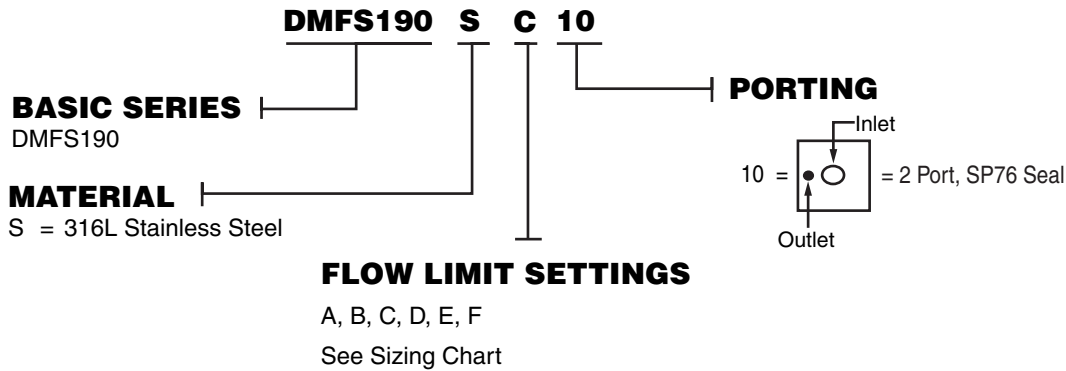 DMFS190 S C 10
BASIC SERIES
DMFS190
MATERIAL
S = 316L Stainless Steel
FLOW LIMIT SETTINGS
A, B, C, D, E, F
See Sizing Chart
PORTING
Inlet
10 = = 2 Port, SP76 Seal
Outlet